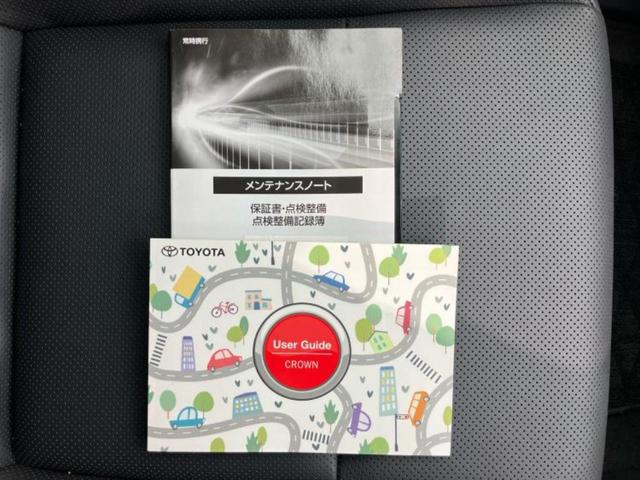 常時携行
メンテナンスノート
保証書・点検整備
点検整備記録簿
TOYOTA
User Guide
CROWN